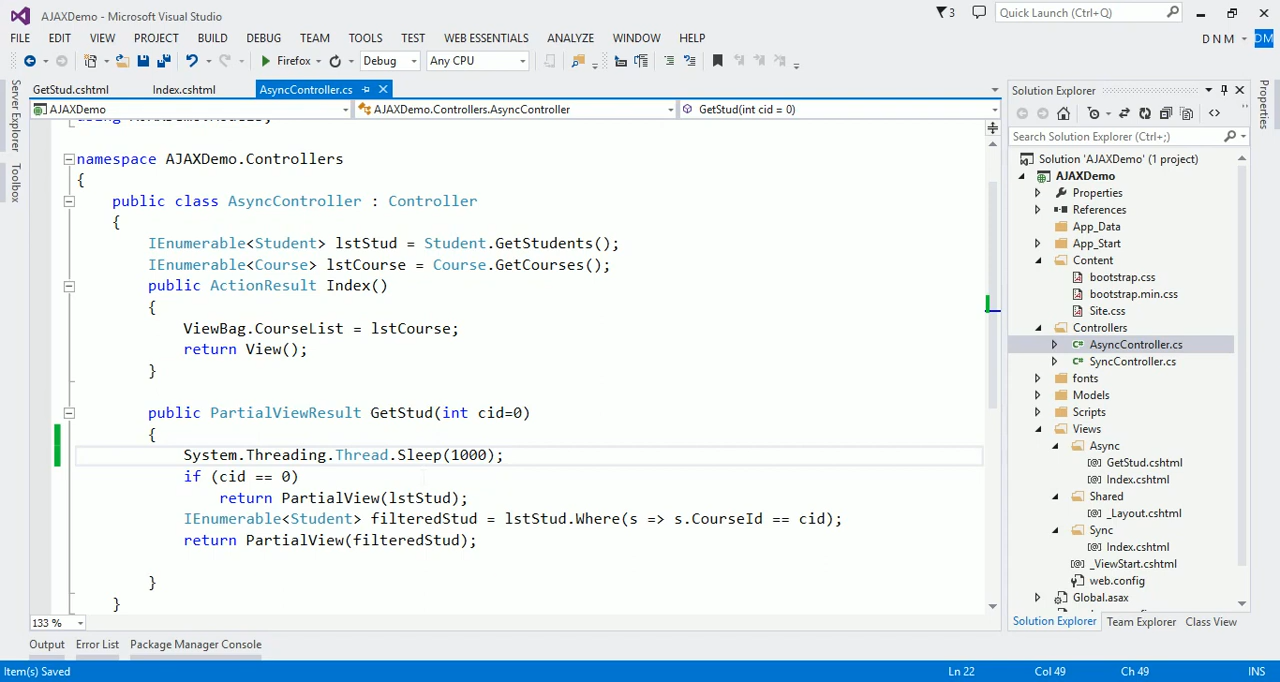 AJAXDemo - Microsoft Visual Studio
3
Quick Launch (Ctrl+Q)
FILE EDIT VIEW PROJECT BUILD DEBUG TEAM TOOLS TEST WEB ESSENTIALS ANALYZE WINDOW HELP
D N M
DM
Firefox Debug Any CPU
GetStud.cshtml Index.cshtml AsyncController.cs
AJAXDemo AJAXDemo.Controllers.AsyncController GetStud(int cid = 0)
Server Explorer
Toolbox
namespace AJAXDemo.Controllers
{
public class AsyncController : Controller
{
IEnumerable<Student> lstStud = Student.GetStudents();
IEnumerable<Course> lstCourse = Course.GetCourses();
public ActionResult Index()
{
ViewBag.CourseList = lstCourse;
return View();
}
public PartialViewResult GetStud(int cid=0)
{
System.Threading.Thread.Sleep(1000);
if (cid == 0)
return PartialView(lstStud);
IEnumerable<Student> filteredStud = lstStud.Where(s => s.CourseId == cid);
return PartialView(filteredStud);
}
}
133 %
Solution Explorer
Search Solution Explorer (Ctrl+;)
Solution 'AJAXDemo' (1 project)
AJAXDemo
Properties
References
App_Data
App_Start
Content
bootstrap.css
bootstrap.min.css
Site.css
Controllers
AsyncController.cs
SyncController.cs
fonts
Models
Scripts
Views
Async
GetStud.cshtml
Index.cshtml
Shared
_Layout.cshtml
Sync
Index.cshtml
_ViewStart.cshtml
web.config
Global.asax
Solution Explorer Team Explorer Class View
Properties
Output Error List Package Manager Console
Item(s) Saved Ln 22 Col 49 Ch 49 INS